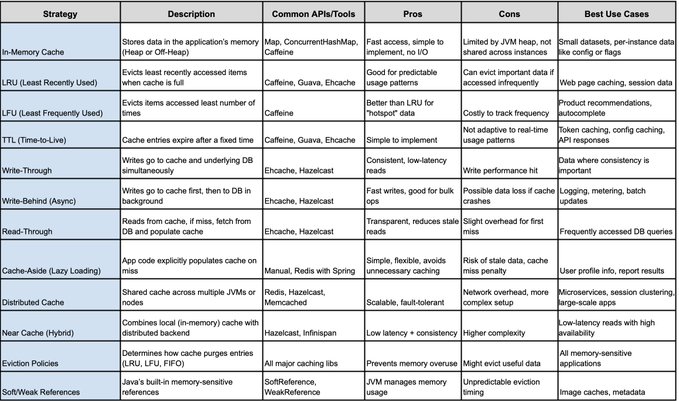 Strategy Description Common APIs/Tools Pros Cons Best Use Cases
In-Memory Cache
Stores data in the application's memory
(Heap or Off-Heap)
Map, ConcurrentHashMap,
Caffeine
Fast access, simple to
implement, no I/O
Limited by JVM heap, not
shared across instances
Small datasets, per-instance data
like config or flags
LRU (Least Recently Used)
Evicts least recently accessed items
when cache is full
Caffeine, Guava, Ehcache
Good for predictable
usage patterns
Can evict important data if
accessed infrequently
Web page caching, session data
LFU (Least Frequently Used)
Evicts items accessed least number of
times
Caffeine
Better than LRU for
"hotspot" data
Costly to track frequency
Product recommendations,
autocomplete
TTL (Time-to-Live)
Cache entries expire after a fixed time
Caffeine, Guava, Ehcache
Simple to implement
Not adaptive to real-time
usage patterns
Token caching, config caching,
API responses
Write-Through
Writes go to cache and underlying DB
simultaneously
Ehcache, Hazelcast
Consistent, low-latency
reads
Write performance hit
Data where consistency is
important
Write-Behind (Async)
Writes go to cache first, then to DB in
background
Ehcache, Hazelcast
Fast writes, good for bulk
ops
Possible data loss if cache
crashes
Logging, metering, batch
updates
Read-Through
Reads from cache, if miss, fetch from
DB and populate cache
Ehcache, Hazelcast
Transparent, reduces stale
reads
Slight overhead for first
miss
Frequently accessed DB queries
Cache-Aside (Lazy Loading)
App code explicitly populates cache on
miss
Manual, Redis with Spring
Simple, flexible, avoids
unnecessary caching
Risk of stale data, cache
miss penalty
User profile info, report results
Distributed Cache
Shared cache across multiple JVMs or
nodes
Redis, Hazelcast,
Memcached
Scalable, fault-tolerant
Network overhead, more
complex setup
Microservices, session clustering,
large-scale apps
Near Cache (Hybrid)
Combines local (in-memory) cache with
distributed backend
Hazelcast, Infinispan
Low latency + consistency
Higher complexity
Low-latency reads with high
availability
Eviction Policies
Determines how cache purges entries
(LRU, LFU, FIFO)
All major caching libs
Prevents memory overuse
Might evict useful data
All memory-sensitive
applications
Soft/Weak References
Java's built-in memory-sensitive
references
SoftReference,
WeakReference
JVM manages memory
usage
Unpredictable eviction
timing
Image caches, metadata